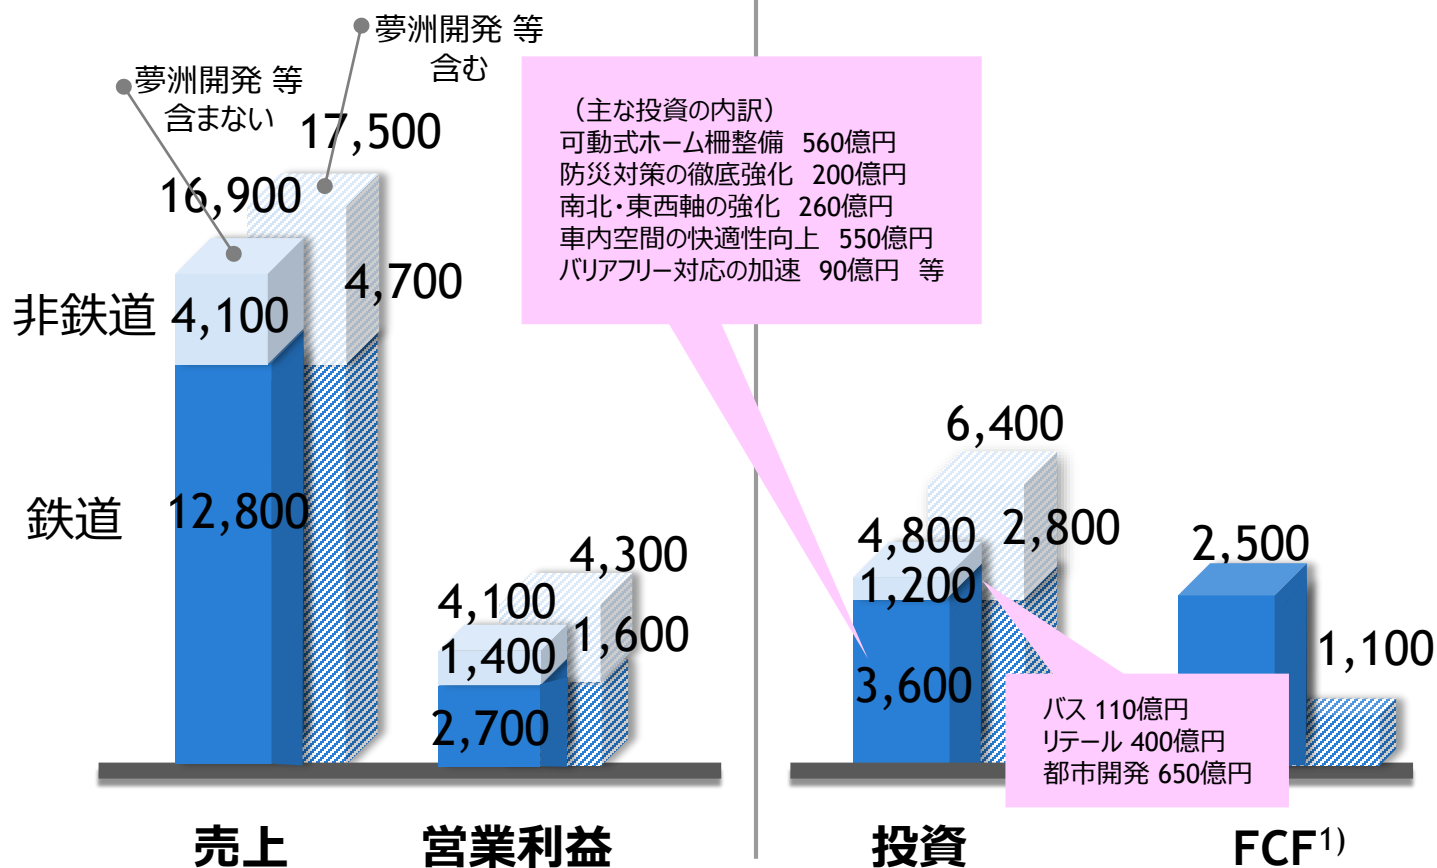 夢洲開発 等
含む
夢洲開発 等
含まない
17,500
16,900
4,700
非鉄道
4,100
鉄道
12,800
4,300
4,100
1,600
1,400
2,700
売上
営業利益
（主な投資の内訳）
可動式ホーム柵整備 560億円
防災対策の徹底強化 200億円
南北・東西軸の強化 260億円
車内空間の快適性向上 550億円
バリアフリー対応の加速 90億円 等
6,400
4,800
2,800
1,200
3,600
2,500
1,100
バス 110億円
リテール 400億円
都市開発 650億円
投資
FCF1)